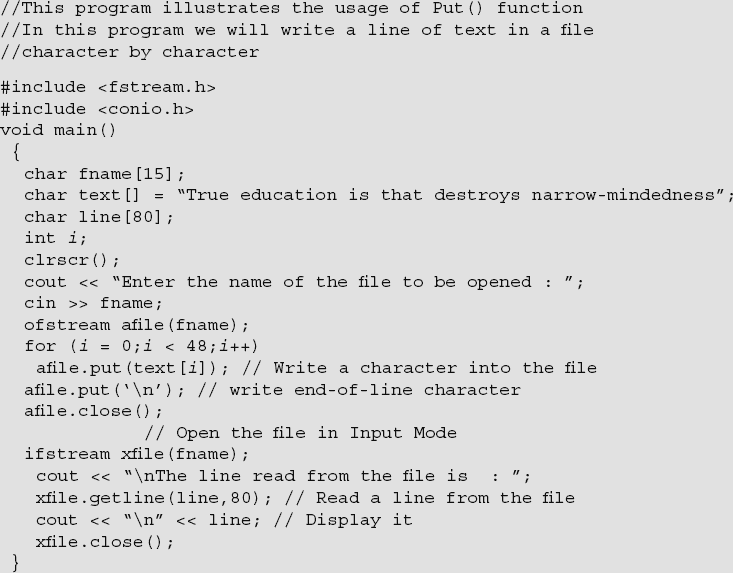 //This program illustrates the usage of Put() function
//In this program we will write a line of text in a file
//character by character
#include <fstream.h>
#include <conio.h>
void main()
{
char fname[15];
char text[] = “True education is that destroys narrow-mindedness”;
char line[80];
int i;
clrscr();
cout << “Enter the name of the file to be opened : ”;
cin >> fname;
ofstream afile(fname);
for (i = 0;i < 48;i++)
afile.put(text[i]); // Write a character into the file
afile.put(‘\n’); // write end-of-line character
afile.close();
// Open the file in Input Mode
ifstream xfile(fname);
cout << “\nThe line read from the file is : ”;
xfile.getline(line,80); // Read a line from the file
cout << “\n” << line; // Display it
xfile.close();
}